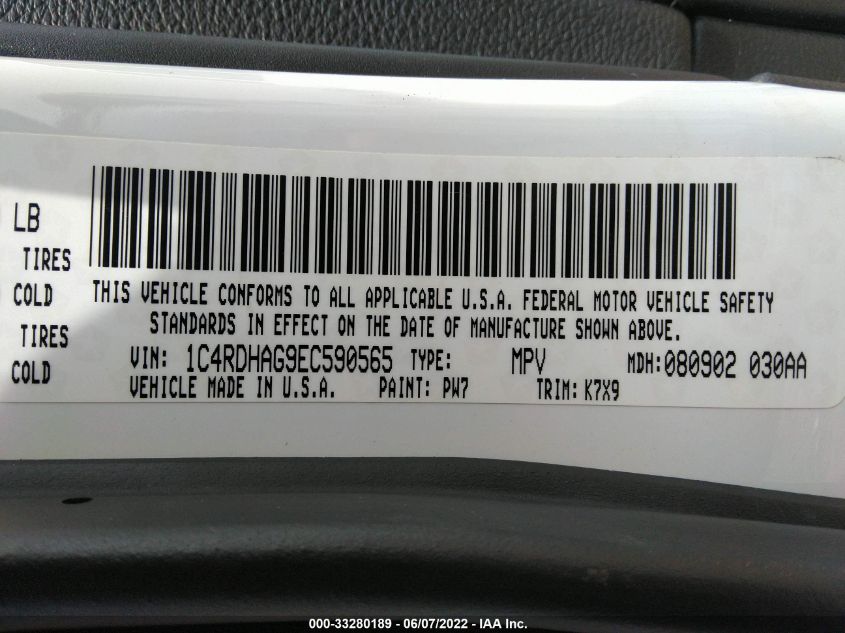 LB
TIRES
COLD
TIRES
COLD
THIS VEHICLE CONFORMS TO ALL APPLICABLE U.S.A. FEDERAL MOTOR VEHICLE SAFETY
STANDARDS IN EFFECT ON THE DATE OF MANUFACTURE SHOWN ABOVE.
VIN: 1C4RDHAG9EC590565 TYPE: MPV MDH:080902 030AA
VEHICLE MADE IN U.S.A. PAINT: PW7 TRIM: K7X9
000-33280189 - 06/07/2022 - IAA Inc.